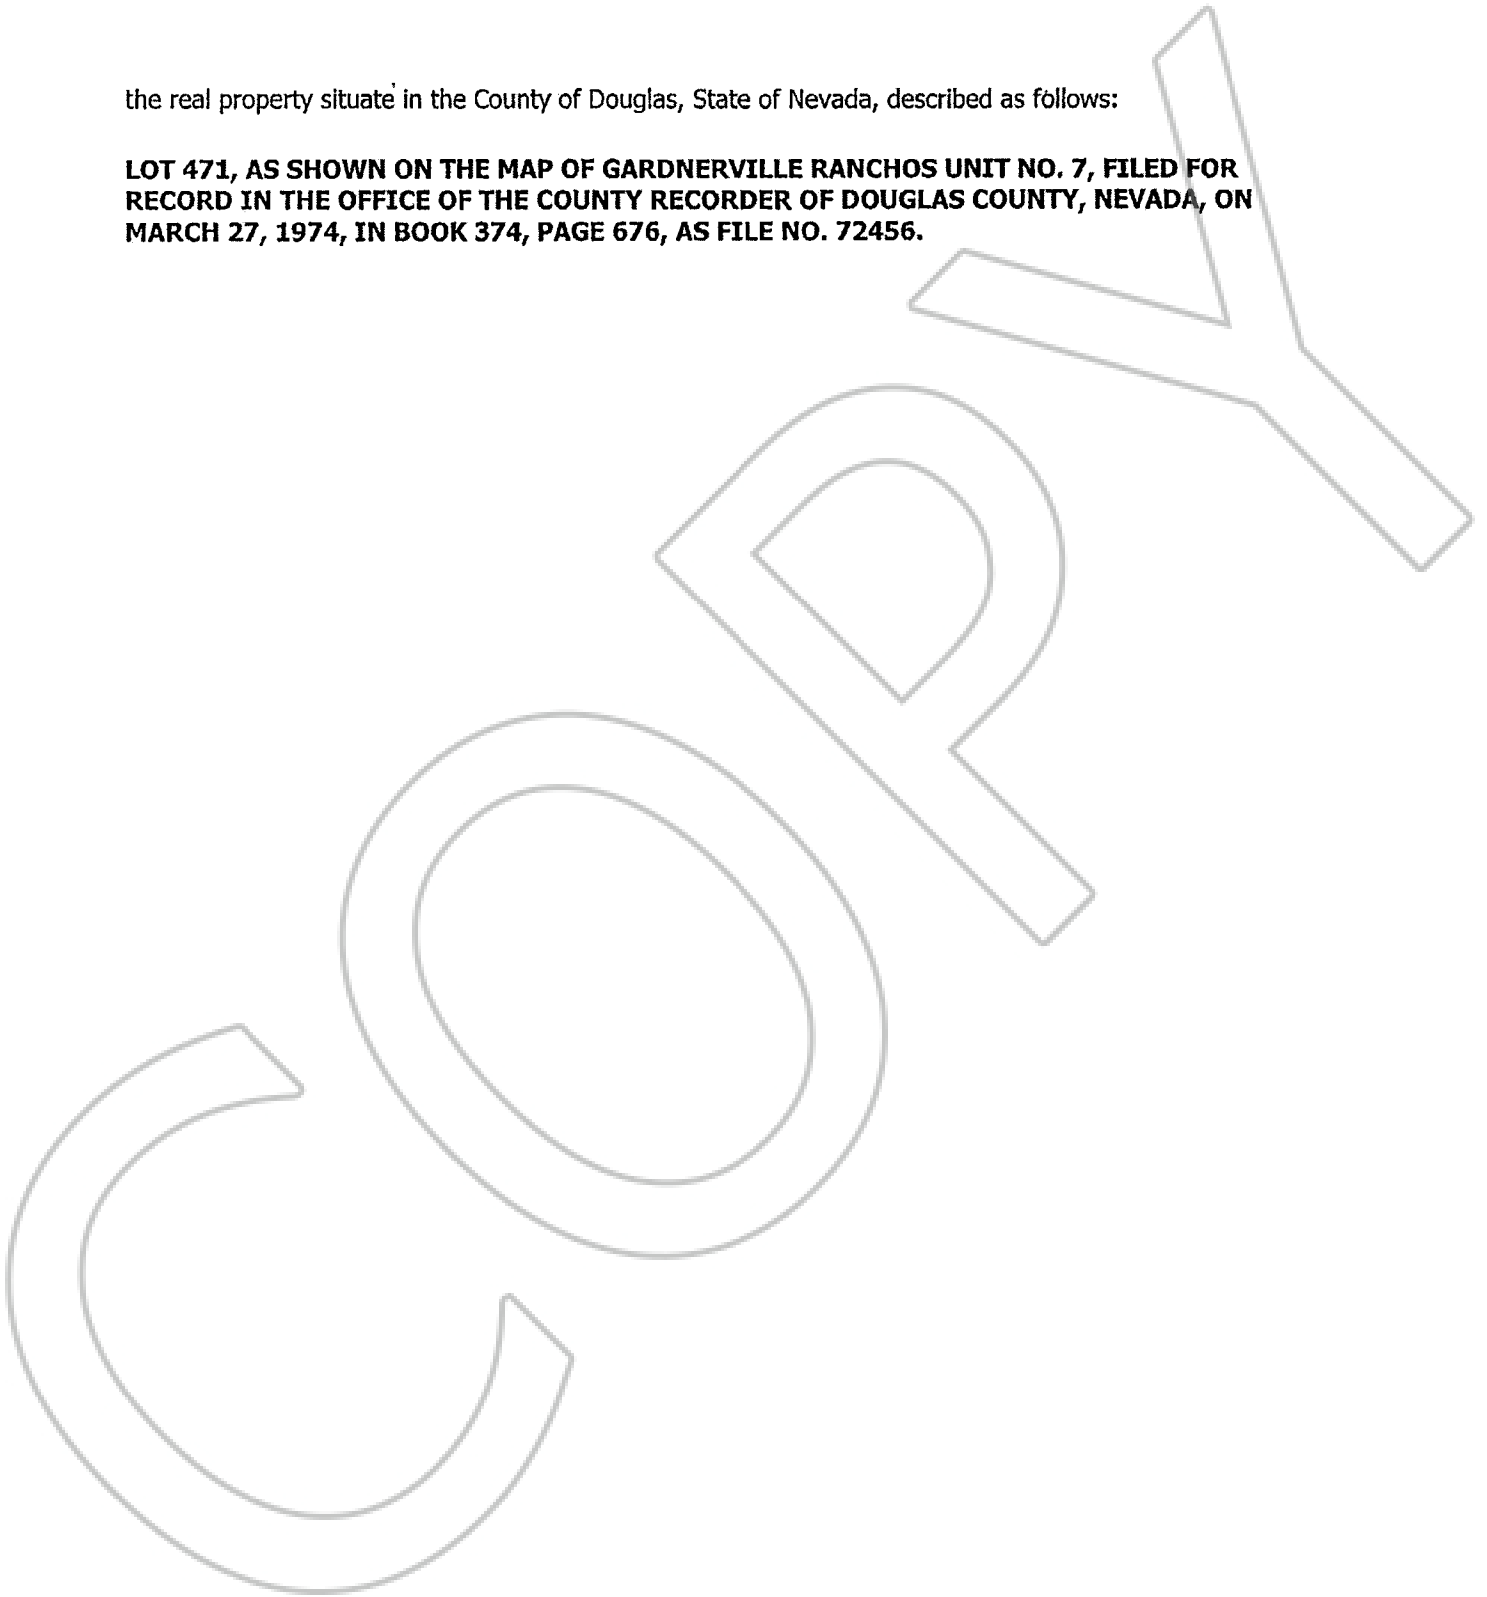 the real property situate in the County of Douglas, State of Nevada, described as follows:
LOT 471, AS SHOWN ON THE MAP OF GARDNERVILLE RANCHOS UNIT NO. 7, FILED FOR
RECORD IN THE OFFICE OF THE COUNTY RECORDER OF DOUGLAS COUNTY, NEVADA, ON
MARCH 27, 1974, IN BOOK 374, PAGE 676, AS FILE NO. 72456.
COPY